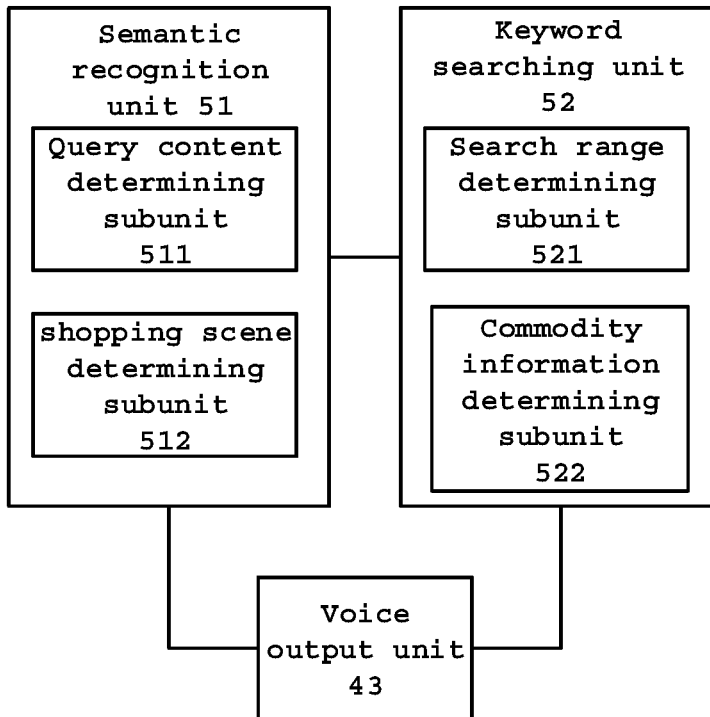 Semantic
recognition
unit 51
Query content
determining
subunit
511
shopping scene
determining
subunit
512
Keyword
searching unit
52
Search range
determining
subunit
521
Commodity
information
determining
subunit
522
Voice
output unit
43